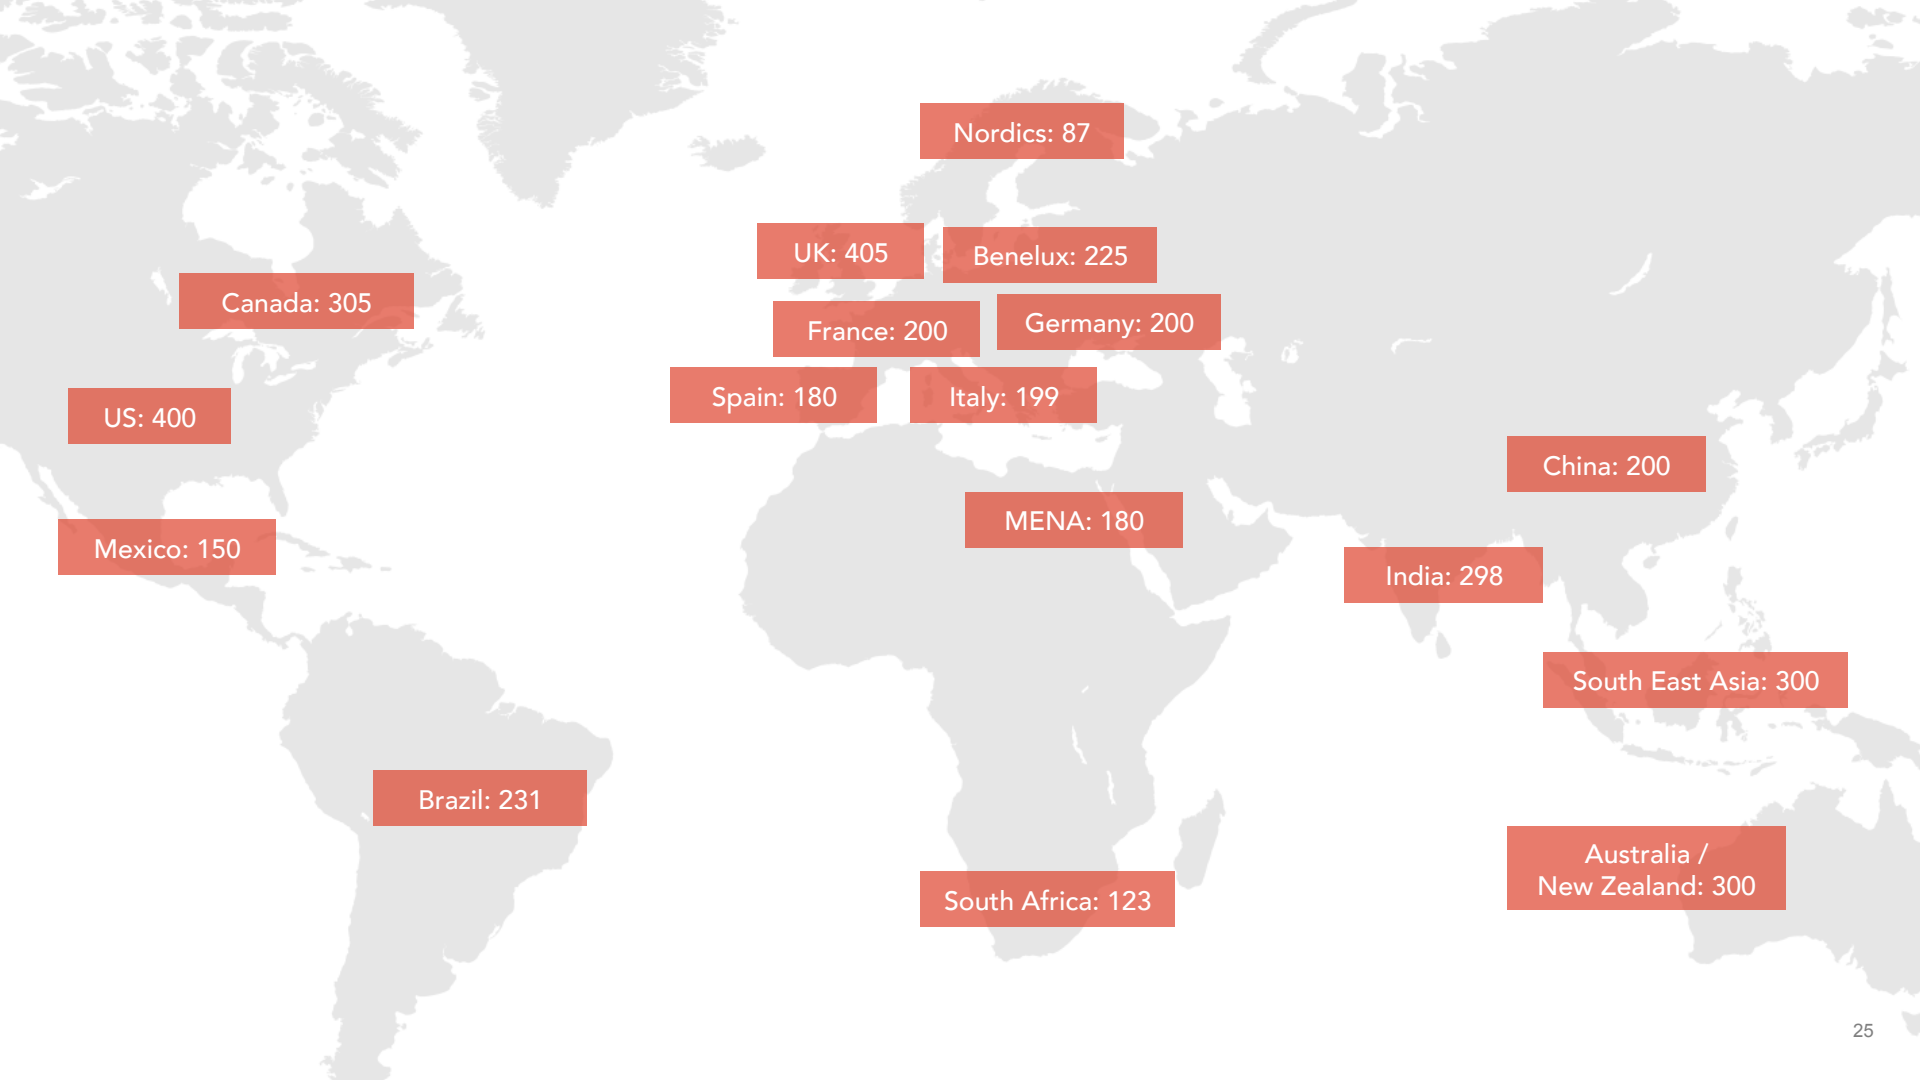 Nordics: 87
UK: 405
Benelux: 225
Canada: 305
France: 200
Germany: 200
Spain: 180
Italy: 199
US: 400
China: 200
MENA: 180
Mexico: 150
India: 298
South East Asia: 300
Brazil: 231
Australia /
New Zealand: 300
South Africa: 123
25